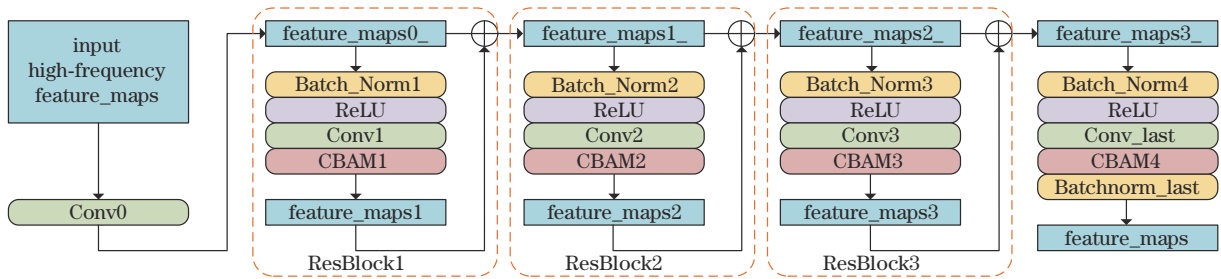 input
high-frequency
feature_maps
Conv0
feature_maps0_
Batch_Norm1
ReLU
Conv1
CBAM1
feature_maps1
ResBlock1
feature_maps1_
Batch_Norm2
ReLU
Conv2
CBAM2
feature_maps2
ResBlock2
feature_maps2_
Batch_Norm3
ReLU
Conv3
CBAM3
feature_maps3
ResBlock3
feature_maps3_
Batch_Norm4
ReLU
Conv_last
CBAM4
Batchnorm_last
feature_maps